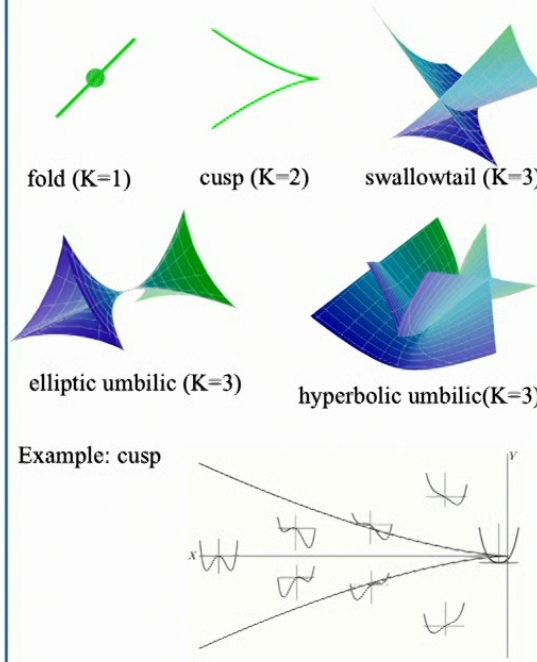 fold (K=1)
cusp (K=2)
swallowtail (K=3)
elliptic umbilic (K=3)
hyperbolic umbilic(K=3)
Example: cusp
Y
X